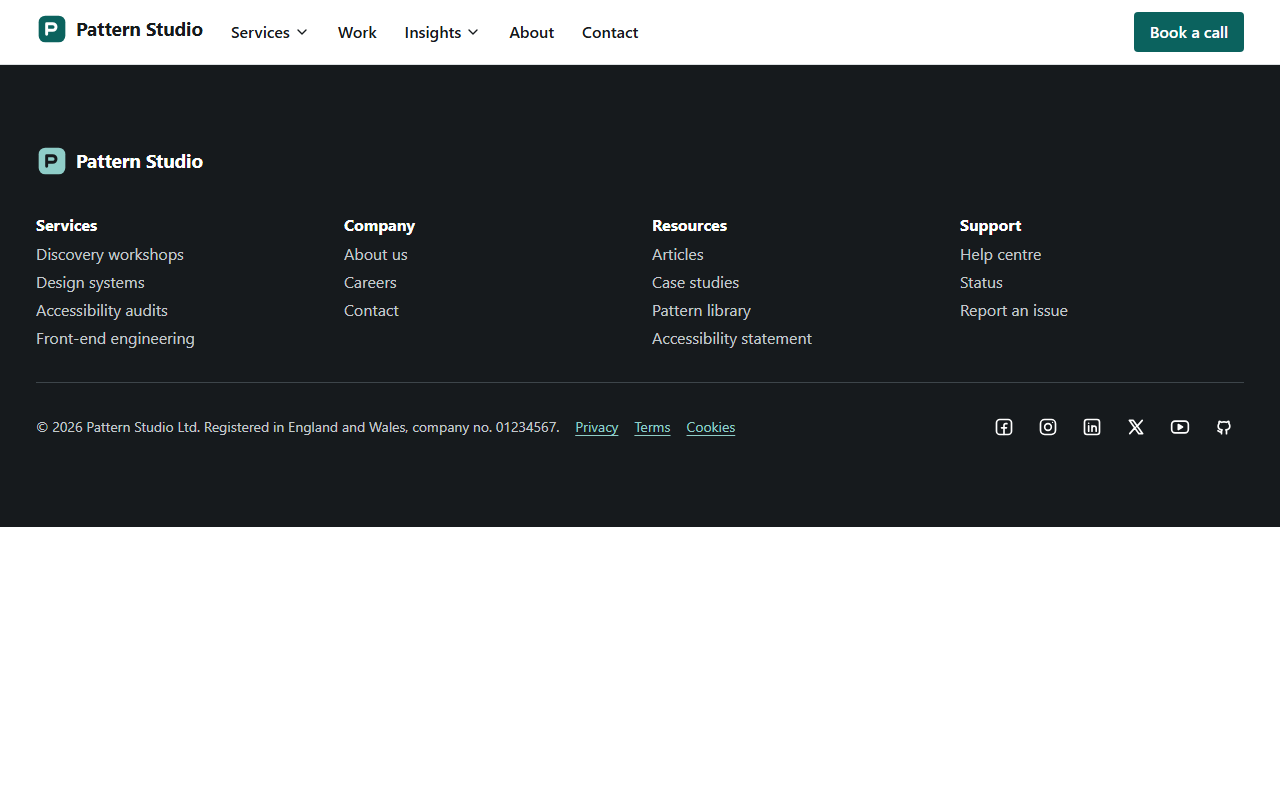 Pattern Studio Services Work Insights About Contact Book a call
Pattern Studio
Services
Discovery workshops
Design systems
Accessibility audits
Front-end engineering
Company
About us
Careers
Contact
Resources
Articles
Case studies
Pattern library
Accessibility statement
Support
Help centre
Status
Report an issue
© 2026 Pattern Studio Ltd. Registered in England and Wales, company no. 01234567. Privacy Terms Cookies